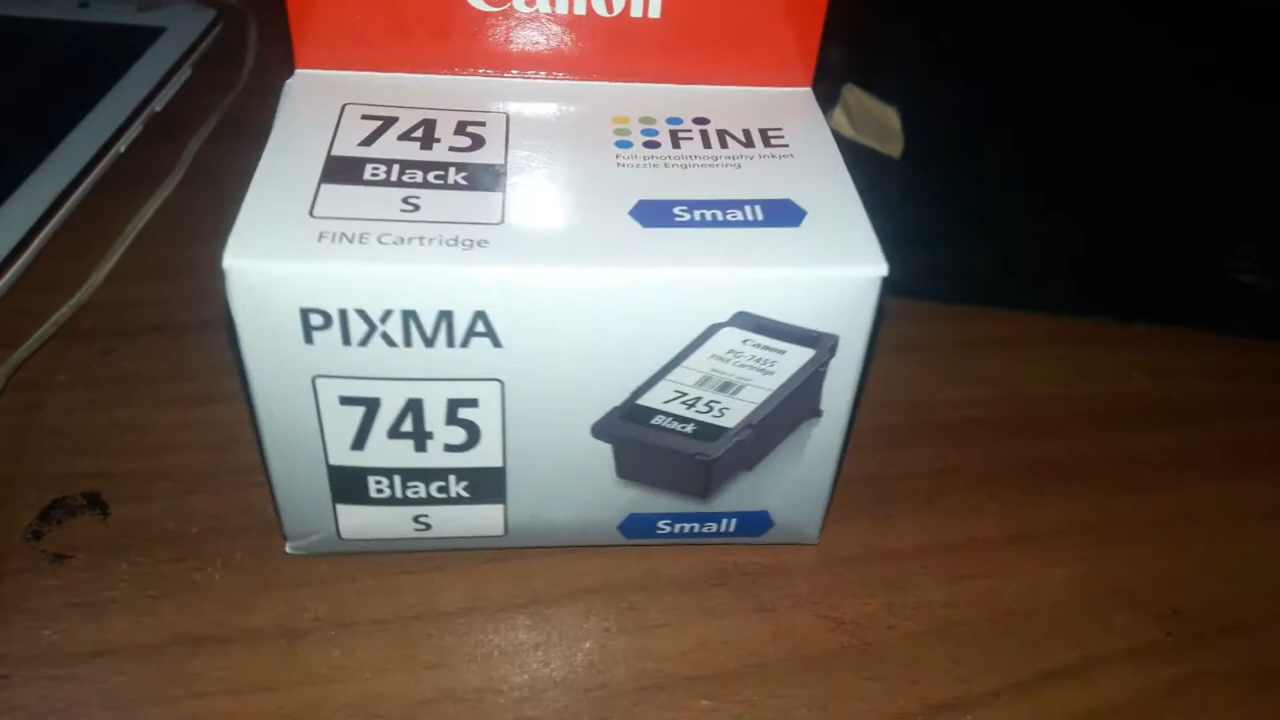 Canon
745
Black
S
FINE Cartridge
FINE
Full-photolithography Inkjet
Nozzle Engineering
Small
PIXMA
745
Black
S
Canon
PG-745S
FINE Cartridge
745s
Black
Small